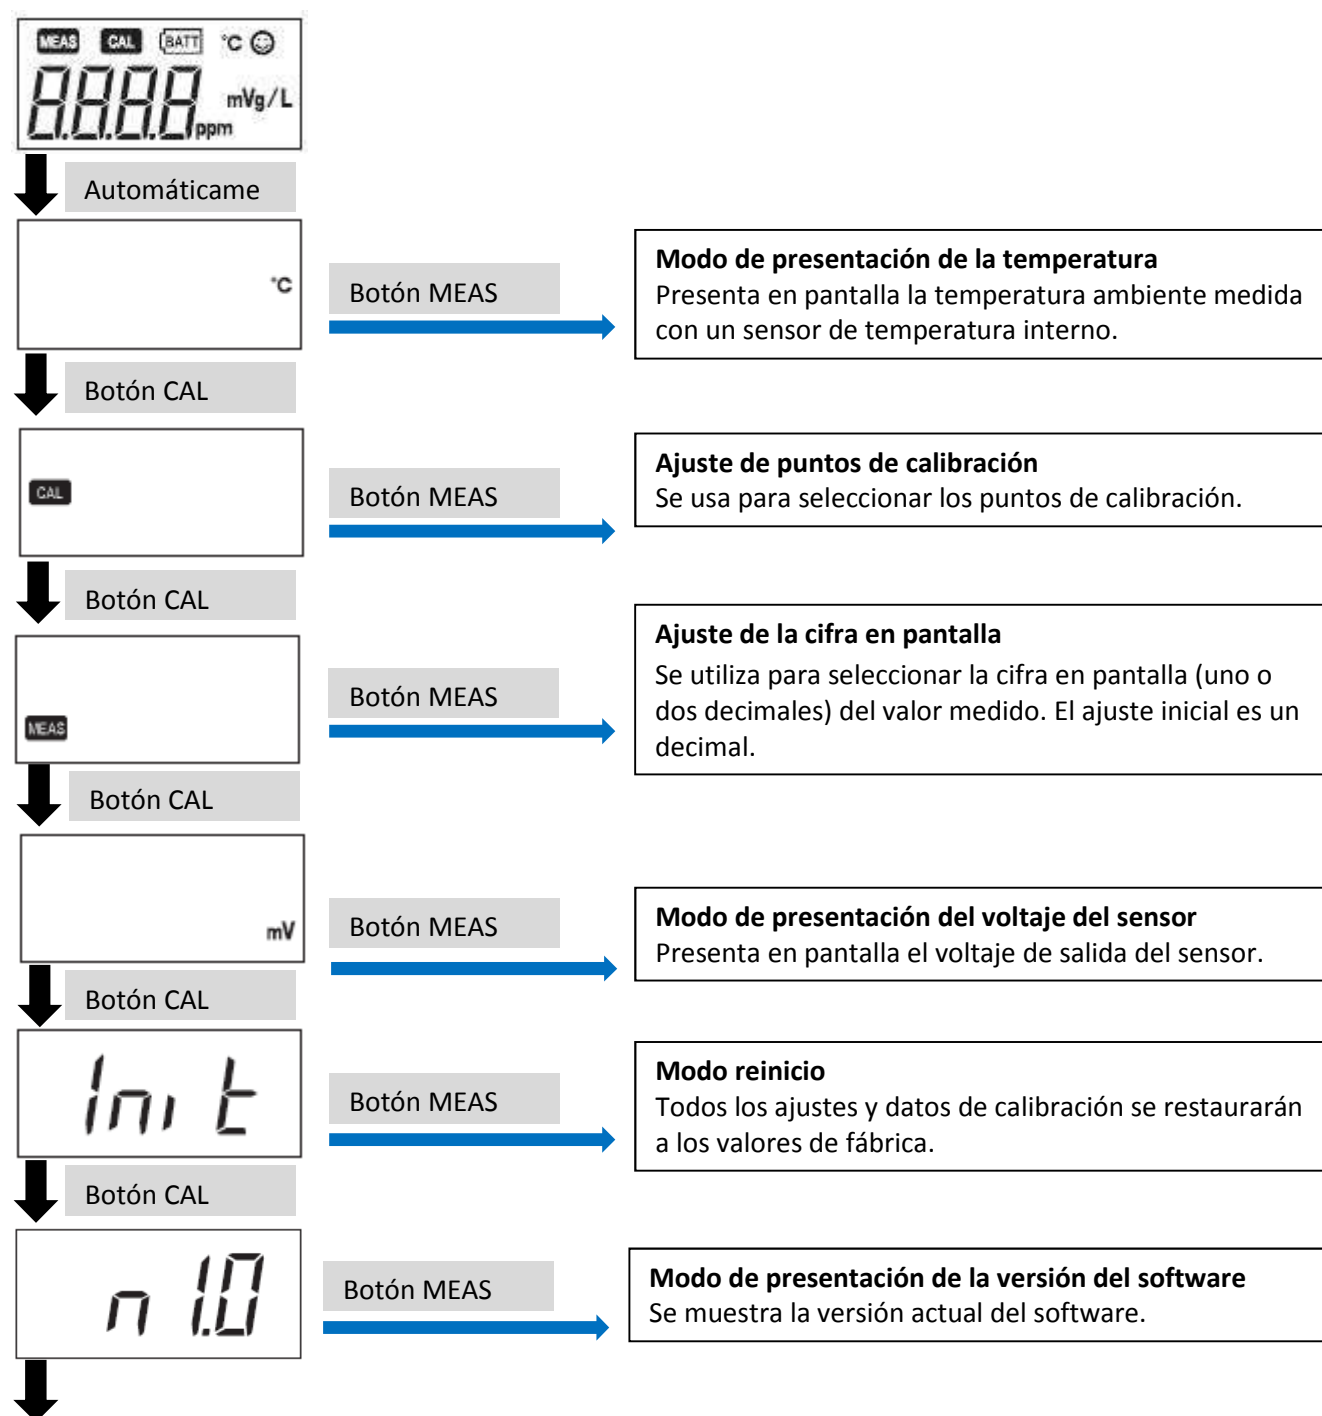 MEAS CAL BATT °C
8.8.8.8 mVg/L
ppm
Automáticame
°C
Botón MEAS
Modo de presentación de la temperatura
Presenta en pantalla la temperatura ambiente medida
con un sensor de temperatura interno.
Botón CAL
CAL
Botón MEAS
Ajuste de puntos de calibración
Se usa para seleccionar los puntos de calibración.
Botón CAL
MEAS
Botón MEAS
Ajuste de la cifra en pantalla
Se utiliza para seleccionar la cifra en pantalla (uno o
dos decimales) del valor medido. El ajuste inicial es un
decimal.
Botón CAL
mV
Botón MEAS
Modo de presentación del voltaje del sensor
Presenta en pantalla el voltaje de salida del sensor.
Botón CAL
Init
Botón MEAS
Modo reinicio
Todos los ajustes y datos de calibración se restaurarán
a los valores de fábrica.
Botón CAL
n 1.0
Botón MEAS
Modo de presentación de la versión del software
Se muestra la versión actual del software.